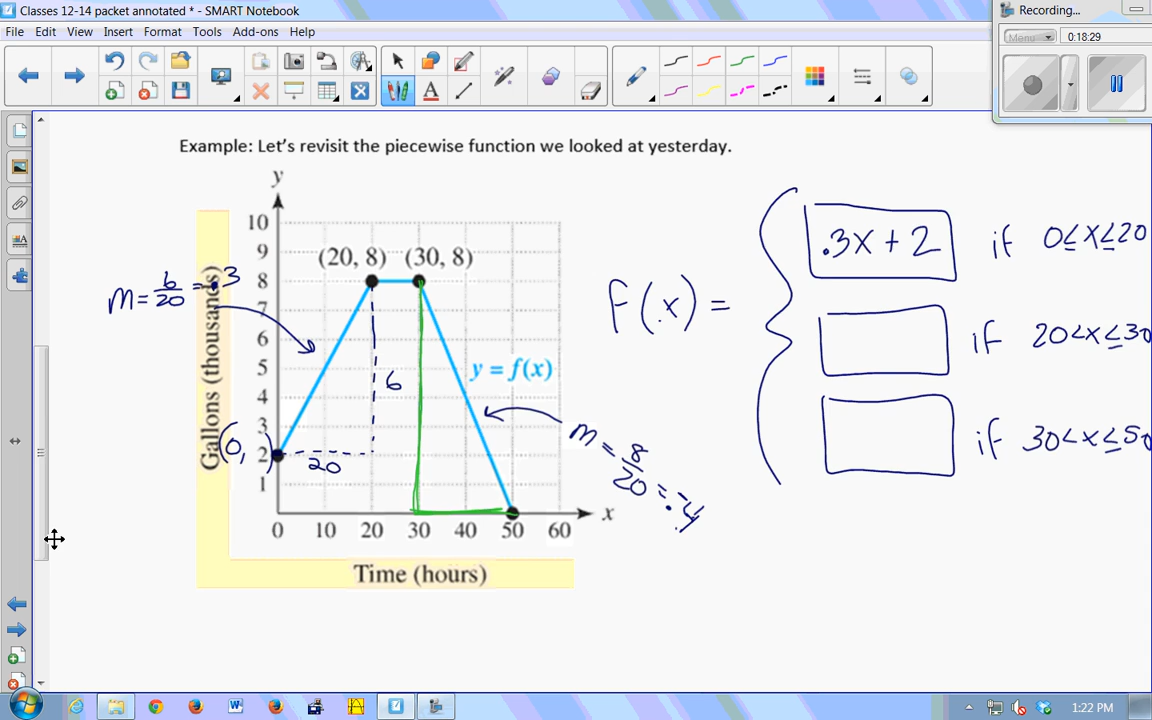 Classes 12-14 packet annotated * - SMART Notebook
Recording...
File Edit View Insert Format Tools Add-ons Help
Menu
0:18:29
Example: Let's revisit the piecewise function we looked at yesterday.
y
10
9
8
7
6
5
4
3
2
1
(20, 8) (30, 8)
m = 6/20 = .3
Gallons (thousands)
6
y = f(x)
(0, 2)
20
m = 8/20 = -.4
0 10 20 30 40 50 60
x
Time (hours)
f(x) =
.3x + 2 if 0≤x≤20
if 20<x≤30
if 30<x≤50
1:22 PM